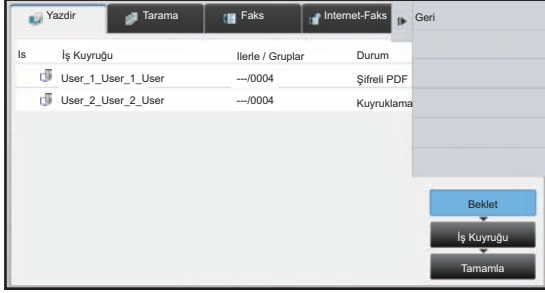 Yazdir Tarama Faks Internet-Faks Geri
Is İş Kuyruğu Ilerle / Gruplar Durum
User_1_User_1_User ---/0004 Şifreli PDF
User_2_User_2_User ---/0004 Kuyruklama
Beklet
İş Kuyruğu
Tamamla